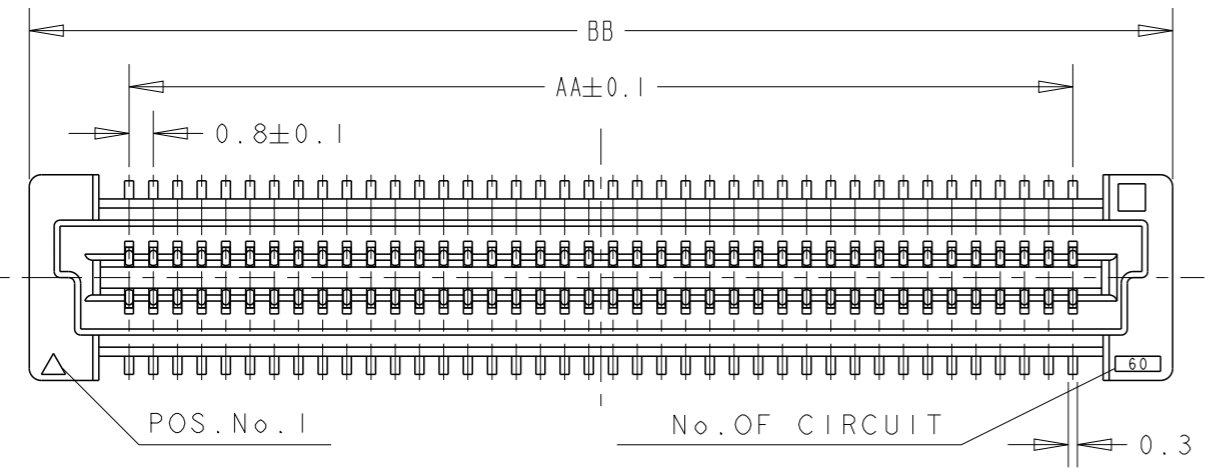 BB
AA±0.1
0.8±0.1
60
POS.No.1
No.OF CIRCUIT
0.3